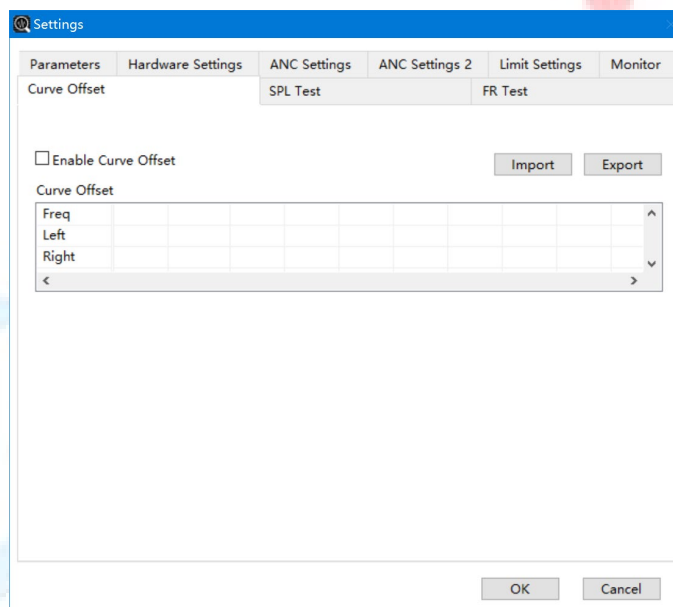 Settings
Parameters Hardware Settings ANC Settings ANC Settings 2 Limit Settings Monitor
Curve Offset SPL Test FR Test
Enable Curve Offset Import Export
Curve Offset
Freq
Left
Right
OK Cancel